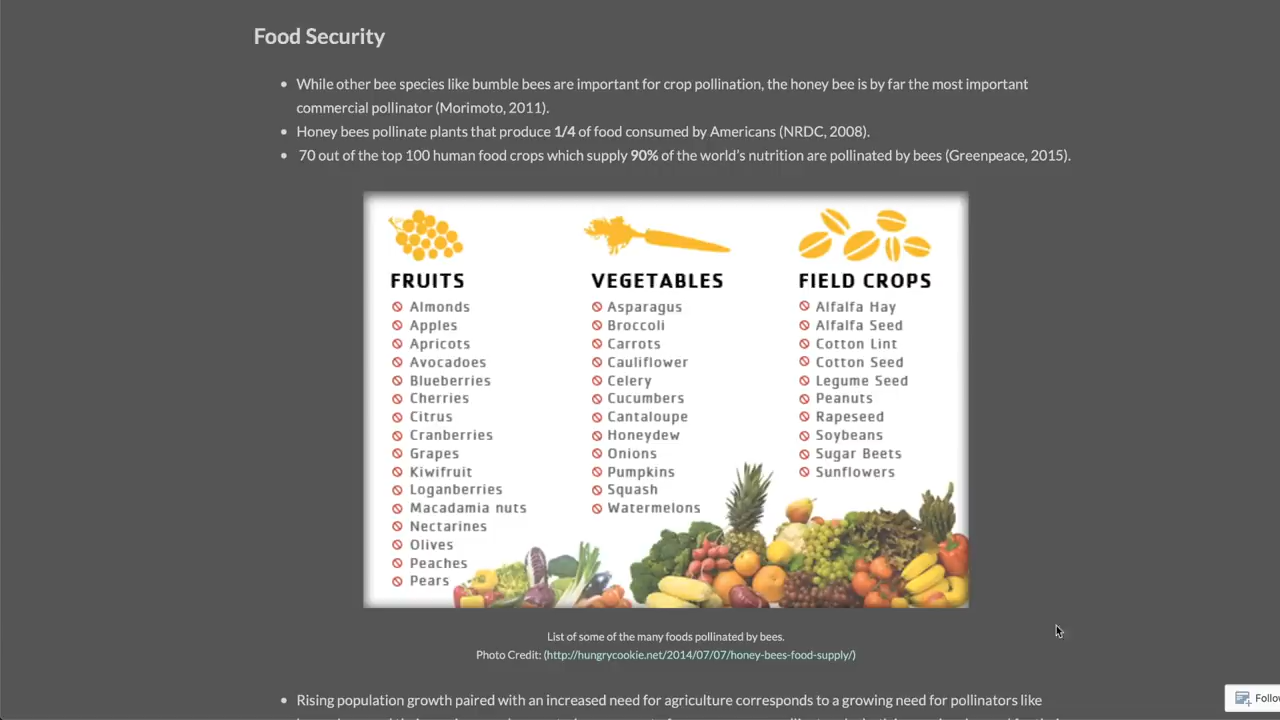 Food Security
While other bee species like bumble bees are important for crop pollination, the honey bee is by far the most important
commercial pollinator (Morimoto, 2011).
Honey bees pollinate plants that produce 1/4 of food consumed by Americans (NRDC, 2008).
70 out of the top 100 human food crops which supply 90% of the world's nutrition are pollinated by bees (Greenpeace, 2015).
FRUITS
Almonds
Apples
Apricots
Avocadoes
Blueberries
Cherries
Citrus
Cranberries
Grapes
Kiwifruit
Loganberries
Macadamia nuts
Nectarines
Olives
Peaches
Pears
VEGETABLES
Asparagus
Broccoli
Carrots
Cauliflower
Celery
Cucumbers
Cantaloupe
Honeydew
Onions
Pumpkins
Squash
Watermelons
FIELD CROPS
Alfalfa Hay
Alfalfa Seed
Cotton Lint
Cotton Seed
Legume Seed
Peanuts
Rapeseed
Soybeans
Sugar Beets
Sunflowers
List of some of the many foods pollinated by bees.
Photo Credit: (http://hungrycookie.net/2014/07/07/honey-bees-food-supply/)
Rising population growth paired with an increased need for agriculture corresponds to a growing need for pollinators like
Follo